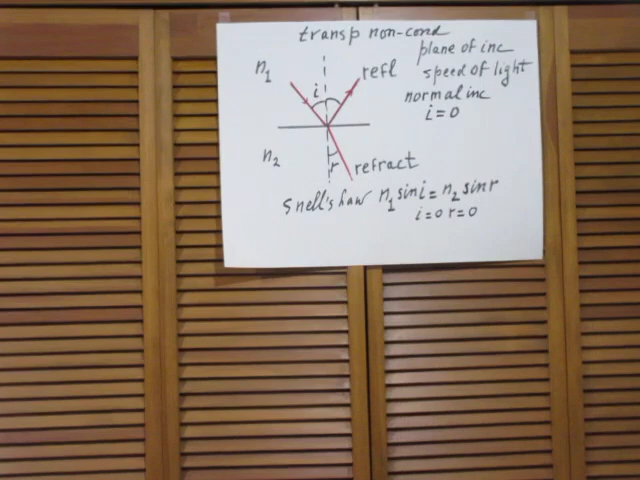 transp non-cond
plane of inc
speed of light
normal inc
i = 0
n1
i
refl
n2
r
refract
Snell's Law n1 sin i = n2 sin r
i = 0 r = 0